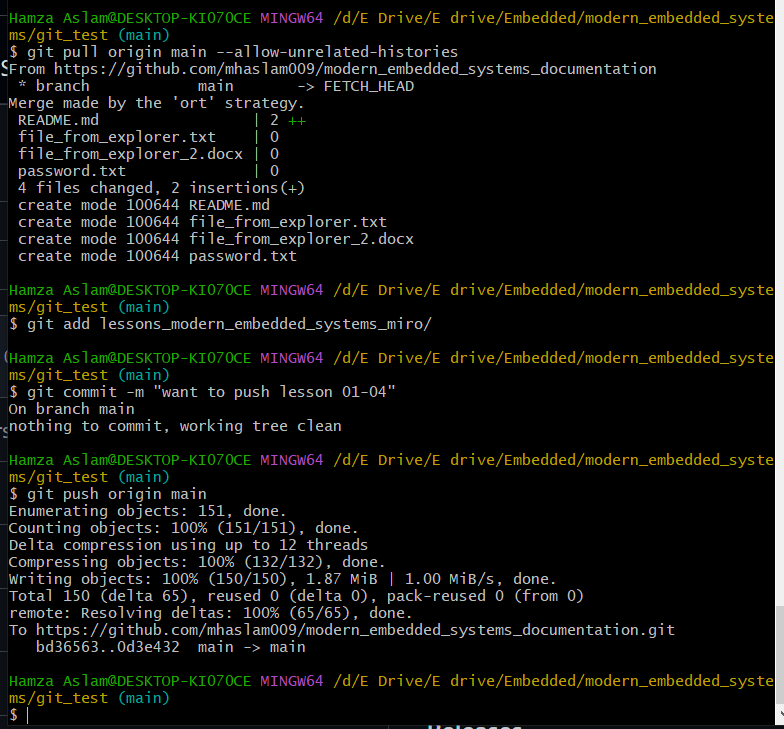 Hamza Aslam@DESKTOP-KI07OCE MINGW64 /d/E Drive/E drive/Embedded/modern_embedded_syste
ms/git_test (main)
$ git pull origin main --allow-unrelated-histories
From https://github.com/mhaslam009/modern_embedded_systems_documentation
 * branch            main       -> FETCH_HEAD
Merge made by the 'ort' strategy.
 README.md                 | 2 ++
 file_from_explorer.txt    | 0
 file_from_explorer_2.docx | 0
 password.txt              | 0
 4 files changed, 2 insertions(+)
 create mode 100644 README.md
 create mode 100644 file_from_explorer.txt
 create mode 100644 file_from_explorer_2.docx
 create mode 100644 password.txt
Hamza Aslam@DESKTOP-KI07OCE MINGW64 /d/E Drive/E drive/Embedded/modern_embedded_syste
ms/git_test (main)
$ git add lessons_modern_embedded_systems_miro/
Hamza Aslam@DESKTOP-KI07OCE MINGW64 /d/E Drive/E drive/Embedded/modern_embedded_syste
ms/git_test (main)
$ git commit -m "want to push lesson 01-04"
On branch main
nothing to commit, working tree clean
Hamza Aslam@DESKTOP-KI07OCE MINGW64 /d/E Drive/E drive/Embedded/modern_embedded_syste
ms/git_test (main)
$ git push origin main
Enumerating objects: 151, done.
Counting objects: 100% (151/151), done.
Delta compression using up to 12 threads
Compressing objects: 100% (132/132), done.
Writing objects: 100% (150/150), 1.87 MiB | 1.00 MiB/s, done.
Total 150 (delta 65), reused 0 (delta 0), pack-reused 0 (from 0)
remote: Resolving deltas: 100% (65/65), done.
To https://github.com/mhaslam009/modern_embedded_systems_documentation.git
   bd36563..0d3e432  main -> main
Hamza Aslam@DESKTOP-KI07OCE MINGW64 /d/E Drive/E drive/Embedded/modern_embedded_syste
ms/git_test (main)
$